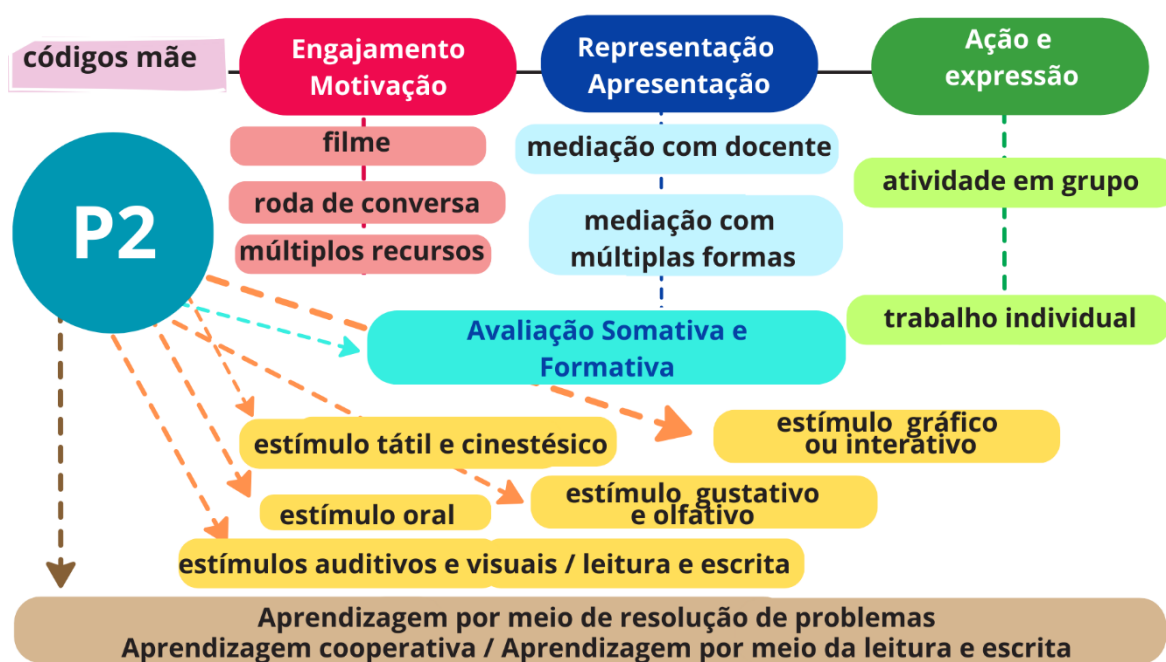 códigos mãe
Engajamento
Motivação
Representação
Apresentação
Ação e
expressão
P2
filme
roda de conversa
múltiplos recursos
mediação com docente
mediação com
múltiplas formas
atividade em grupo
trabalho individual
Avaliação Somativa e
Formativa
estímulo tátil e cinestésico
estímulo gráfico
ou interativo
estímulo oral
estímulo gustativo
e olfativo
estímulos auditivos e visuais / leitura e escrita
Aprendizagem por meio de resolução de problemas
Aprendizagem cooperativa / Aprendizagem por meio da leitura e escrita